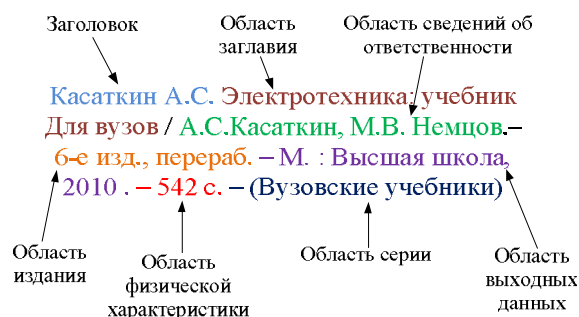 Заголовок
Область
заглавия
Область сведений об
ответственности
Касаткин А.С. Электротехника: учебник
Для вузов / А.С.Касаткин, М.В. Немцов.–
6-е изд., перераб. – М. : Высшая школа,
2010 . – 542 с. – (Вузовские учебники)
Область
издания
Область
физической
характеристики
Область серии
Область
выходных
данных